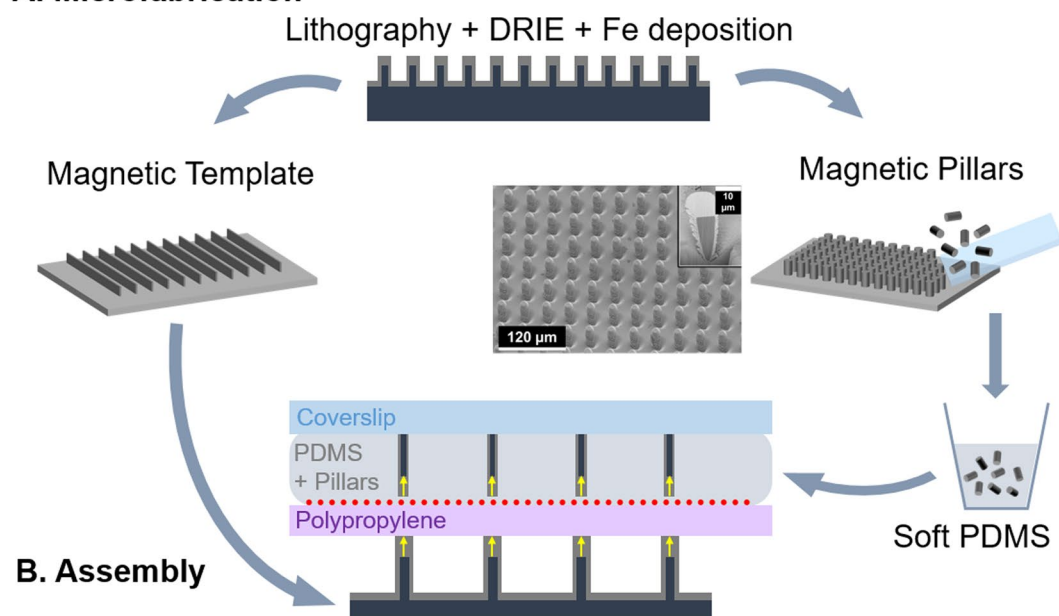 Lithography + DRIE + Fe deposition
Magnetic Template
Magnetic Pillars
10
µm
120 µm
Coverslip
PDMS
+ Pillars
Polypropylene
Soft PDMS
B. Assembly